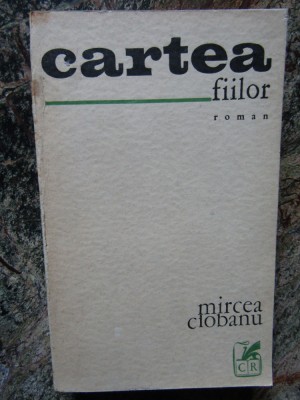 cartea
fiilor
roman
mircea
ciobanu
CR